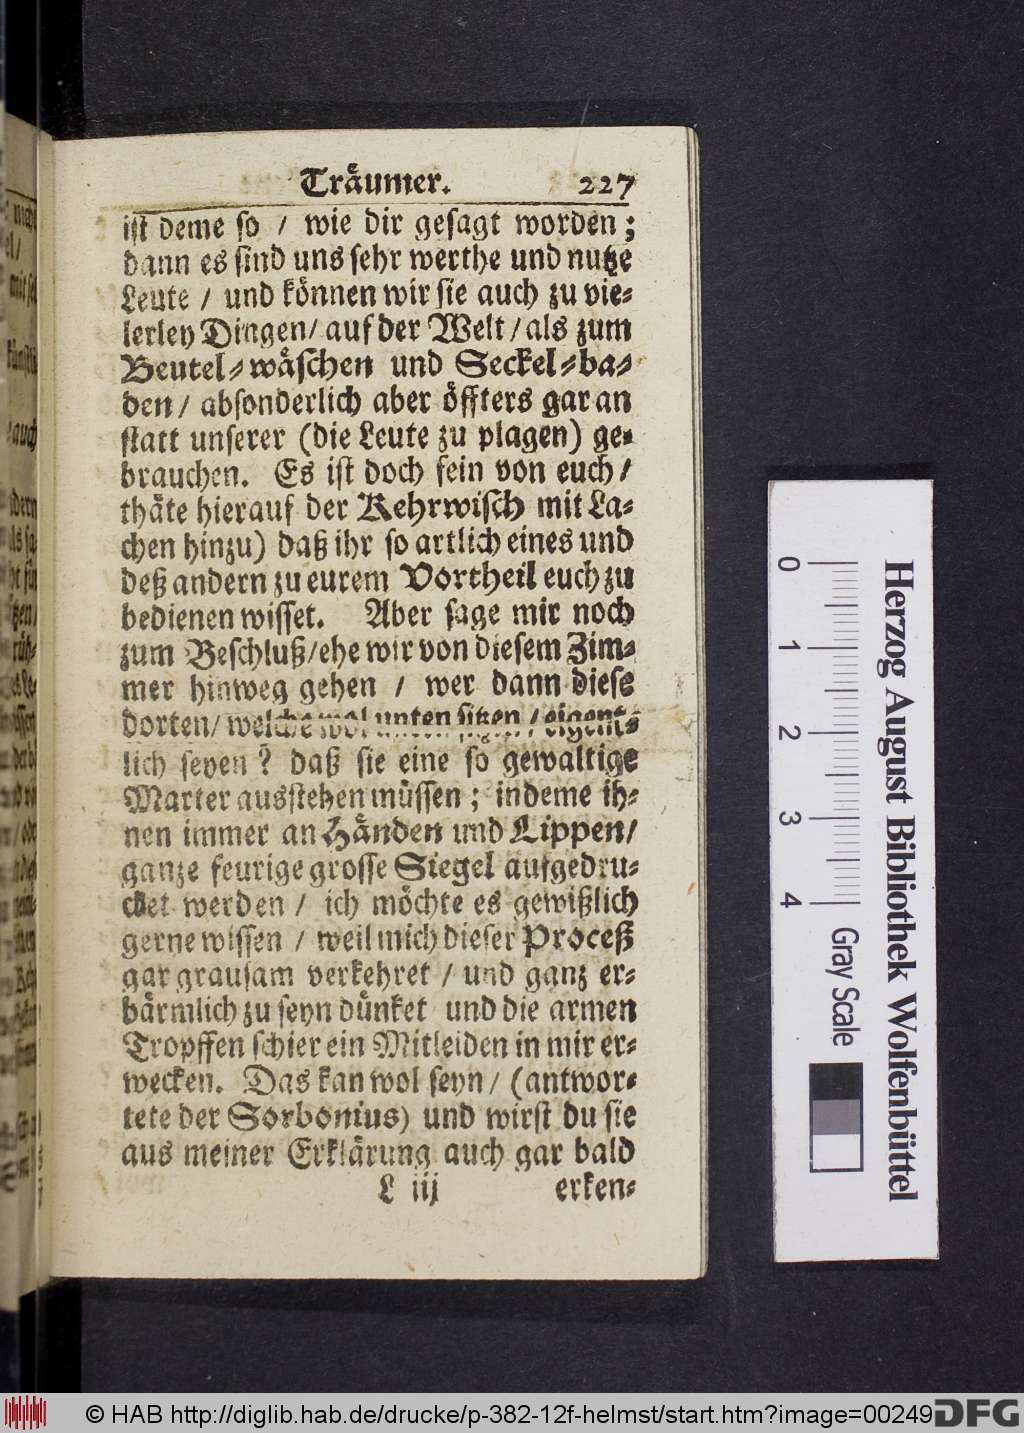 Träumer. 227
ist deme so / wie dir gesagt worden;
dann es sind uns sehr werthe und nutze
Leute / und können wir sie auch zu vie⸗
lerley Dingen / auf der Welt / als zum
Beutel⸗wäschen und Seckel⸗ba⸗
den / absonderlich aber öffters gar an
statt unserer (die Leute zu plagen) ge⸗
brauchen. Es ist doch fein von euch /
thäte hierauf der Kehrwisch mit La⸗
chen hinzu) daß ihr so artlich eines und
deß andern zu eurem Vortheil euch zu
bedienen wisset. Aber sage mir noch
zum Beschluß / ehe wir von diesem Zim⸗
mer hinweg gehen / wer dann diese
dorten / welche wol unten sitzen / eigent⸗
lich seyen? daß sie eine so gewaltige
Marter ausstehen müssen; indeme ih⸗
nen immer an Händen und Lippen /
ganze feurige grosse Siegel aufgedru⸗
cket werden / ich möchte es gewißlich
gerne wissen / weil mich dieser Proceß
gar grausam verkehret / und ganz er⸗
bärmlich zu seyn dünket und die armen
Tropffen schier ein Mitleiden in mir er⸗
wecken. Das kan wol seyn / (antwor⸗
tete der Sorbonius) und wirst du sie
aus meiner Erklärung auch gar bald
L iij erken⸗
0 1 2 3 4 Gray Scale
Herzog August Bibliothek Wolfenbüttel
© HAB http://diglib.hab.de/drucke/p-382-12f-helmst/start.htm?image=00249 DFG